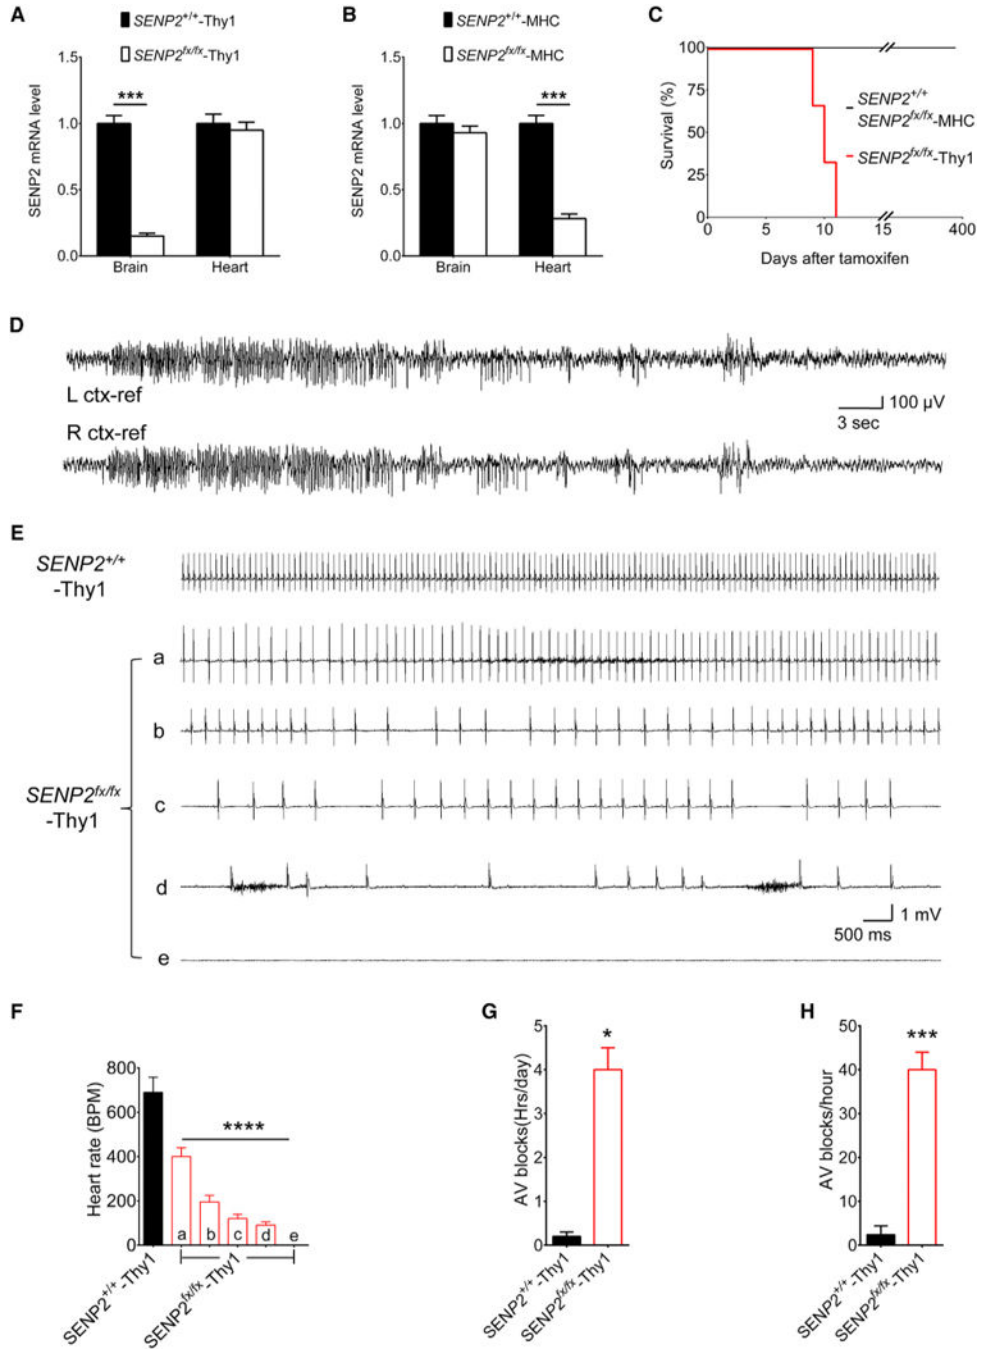 A
SENP2+/+-Thy1
SENP2fx/fx-Thy1
***
SENP2 mRNA level
1.5
1.0
0.5
0.0
Brain
Heart
B
SENP2+/+-MHC
SENP2fx/fx-MHC
***
SENP2 mRNA level
1.5
1.0
0.5
0.0
Brain
Heart
C
Survival (%)
100
75
50
25
0
5
10
15
400
Days after tamoxifen
SENP2+/+
SENP2fx/fx-MHC
SENP2fx/fx-Thy1
D
L ctx-ref
100 µV
3 sec
R ctx-ref
E
SENP2+/+
-Thy1
a
b
SENP2fx/fx
-Thy1
c
d
1 mV
500 ms
e
F
Heart rate (BPM)
800
600
400
200
0
****
a
b
c
d
e
SENP2+/+-Thy1
SENP2fx/fx-Thy1
G
AV blocks(Hrs/day)
5
4
3
2
1
0
*
SENP2+/+-Thy1
SENP2fx/fx-Thy1
H
AV blocks/hour
50
40
30
20
10
0
***
SENP2+/+-Thy1
SENP2fx/fx-Thy1